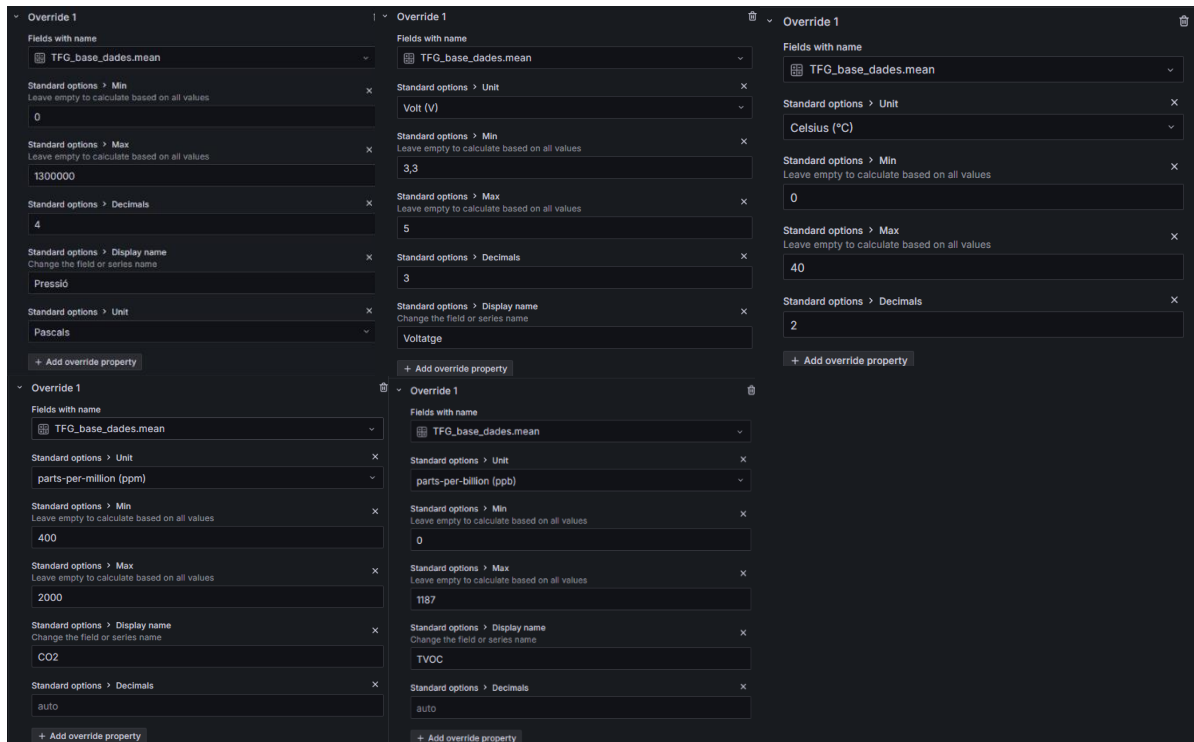 Override 1
Fields with name
TFG_base_dades.mean
Standard options > Min
Leave empty to calculate based on all values
0
Standard options > Max
Leave empty to calculate based on all values
1300000
Standard options > Decimals
4
Standard options > Display name
Change the field or series name
Pressió
Standard options > Unit
Pascals
+ Add override property
Override 1
Fields with name
TFG_base_dades.mean
Standard options > Unit
Volt (V)
Standard options > Min
Leave empty to calculate based on all values
3,3
Standard options > Max
Leave empty to calculate based on all values
5
Standard options > Decimals
3
Standard options > Display name
Change the field or series name
Voltatge
+ Add override property
Override 1
Fields with name
TFG_base_dades.mean
Standard options > Unit
Celsius (°C)
Standard options > Min
Leave empty to calculate based on all values
0
Standard options > Max
Leave empty to calculate based on all values
40
Standard options > Decimals
2
+ Add override property
Override 1
Fields with name
TFG_base_dades.mean
Standard options > Unit
parts-per-million (ppm)
Standard options > Min
Leave empty to calculate based on all values
400
Standard options > Max
Leave empty to calculate based on all values
2000
Standard options > Display name
Change the field or series name
CO2
Standard options > Decimals
auto
+ Add override property
Override 1
Fields with name
TFG_base_dades.mean
Standard options > Unit
parts-per-billion (ppb)
Standard options > Min
Leave empty to calculate based on all values
0
Standard options > Max
Leave empty to calculate based on all values
1187
Standard options > Display name
Change the field or series name
TVOC
Standard options > Decimals
auto
+ Add override property